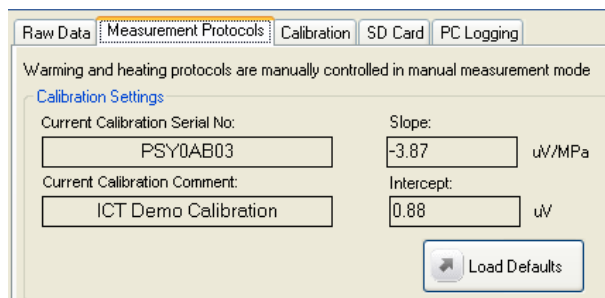 Raw Data Measurement Protocols Calibration SD Card PC Logging
Warming and heating protocols are manually controlled in manual measurement mode
Calibration Settings
Current Calibration Serial No: Slope:
PSY0AB03 -3.87 uV/MPa
Current Calibration Comment: Intercept:
ICT Demo Calibration 0.88 uV
Load Defaults